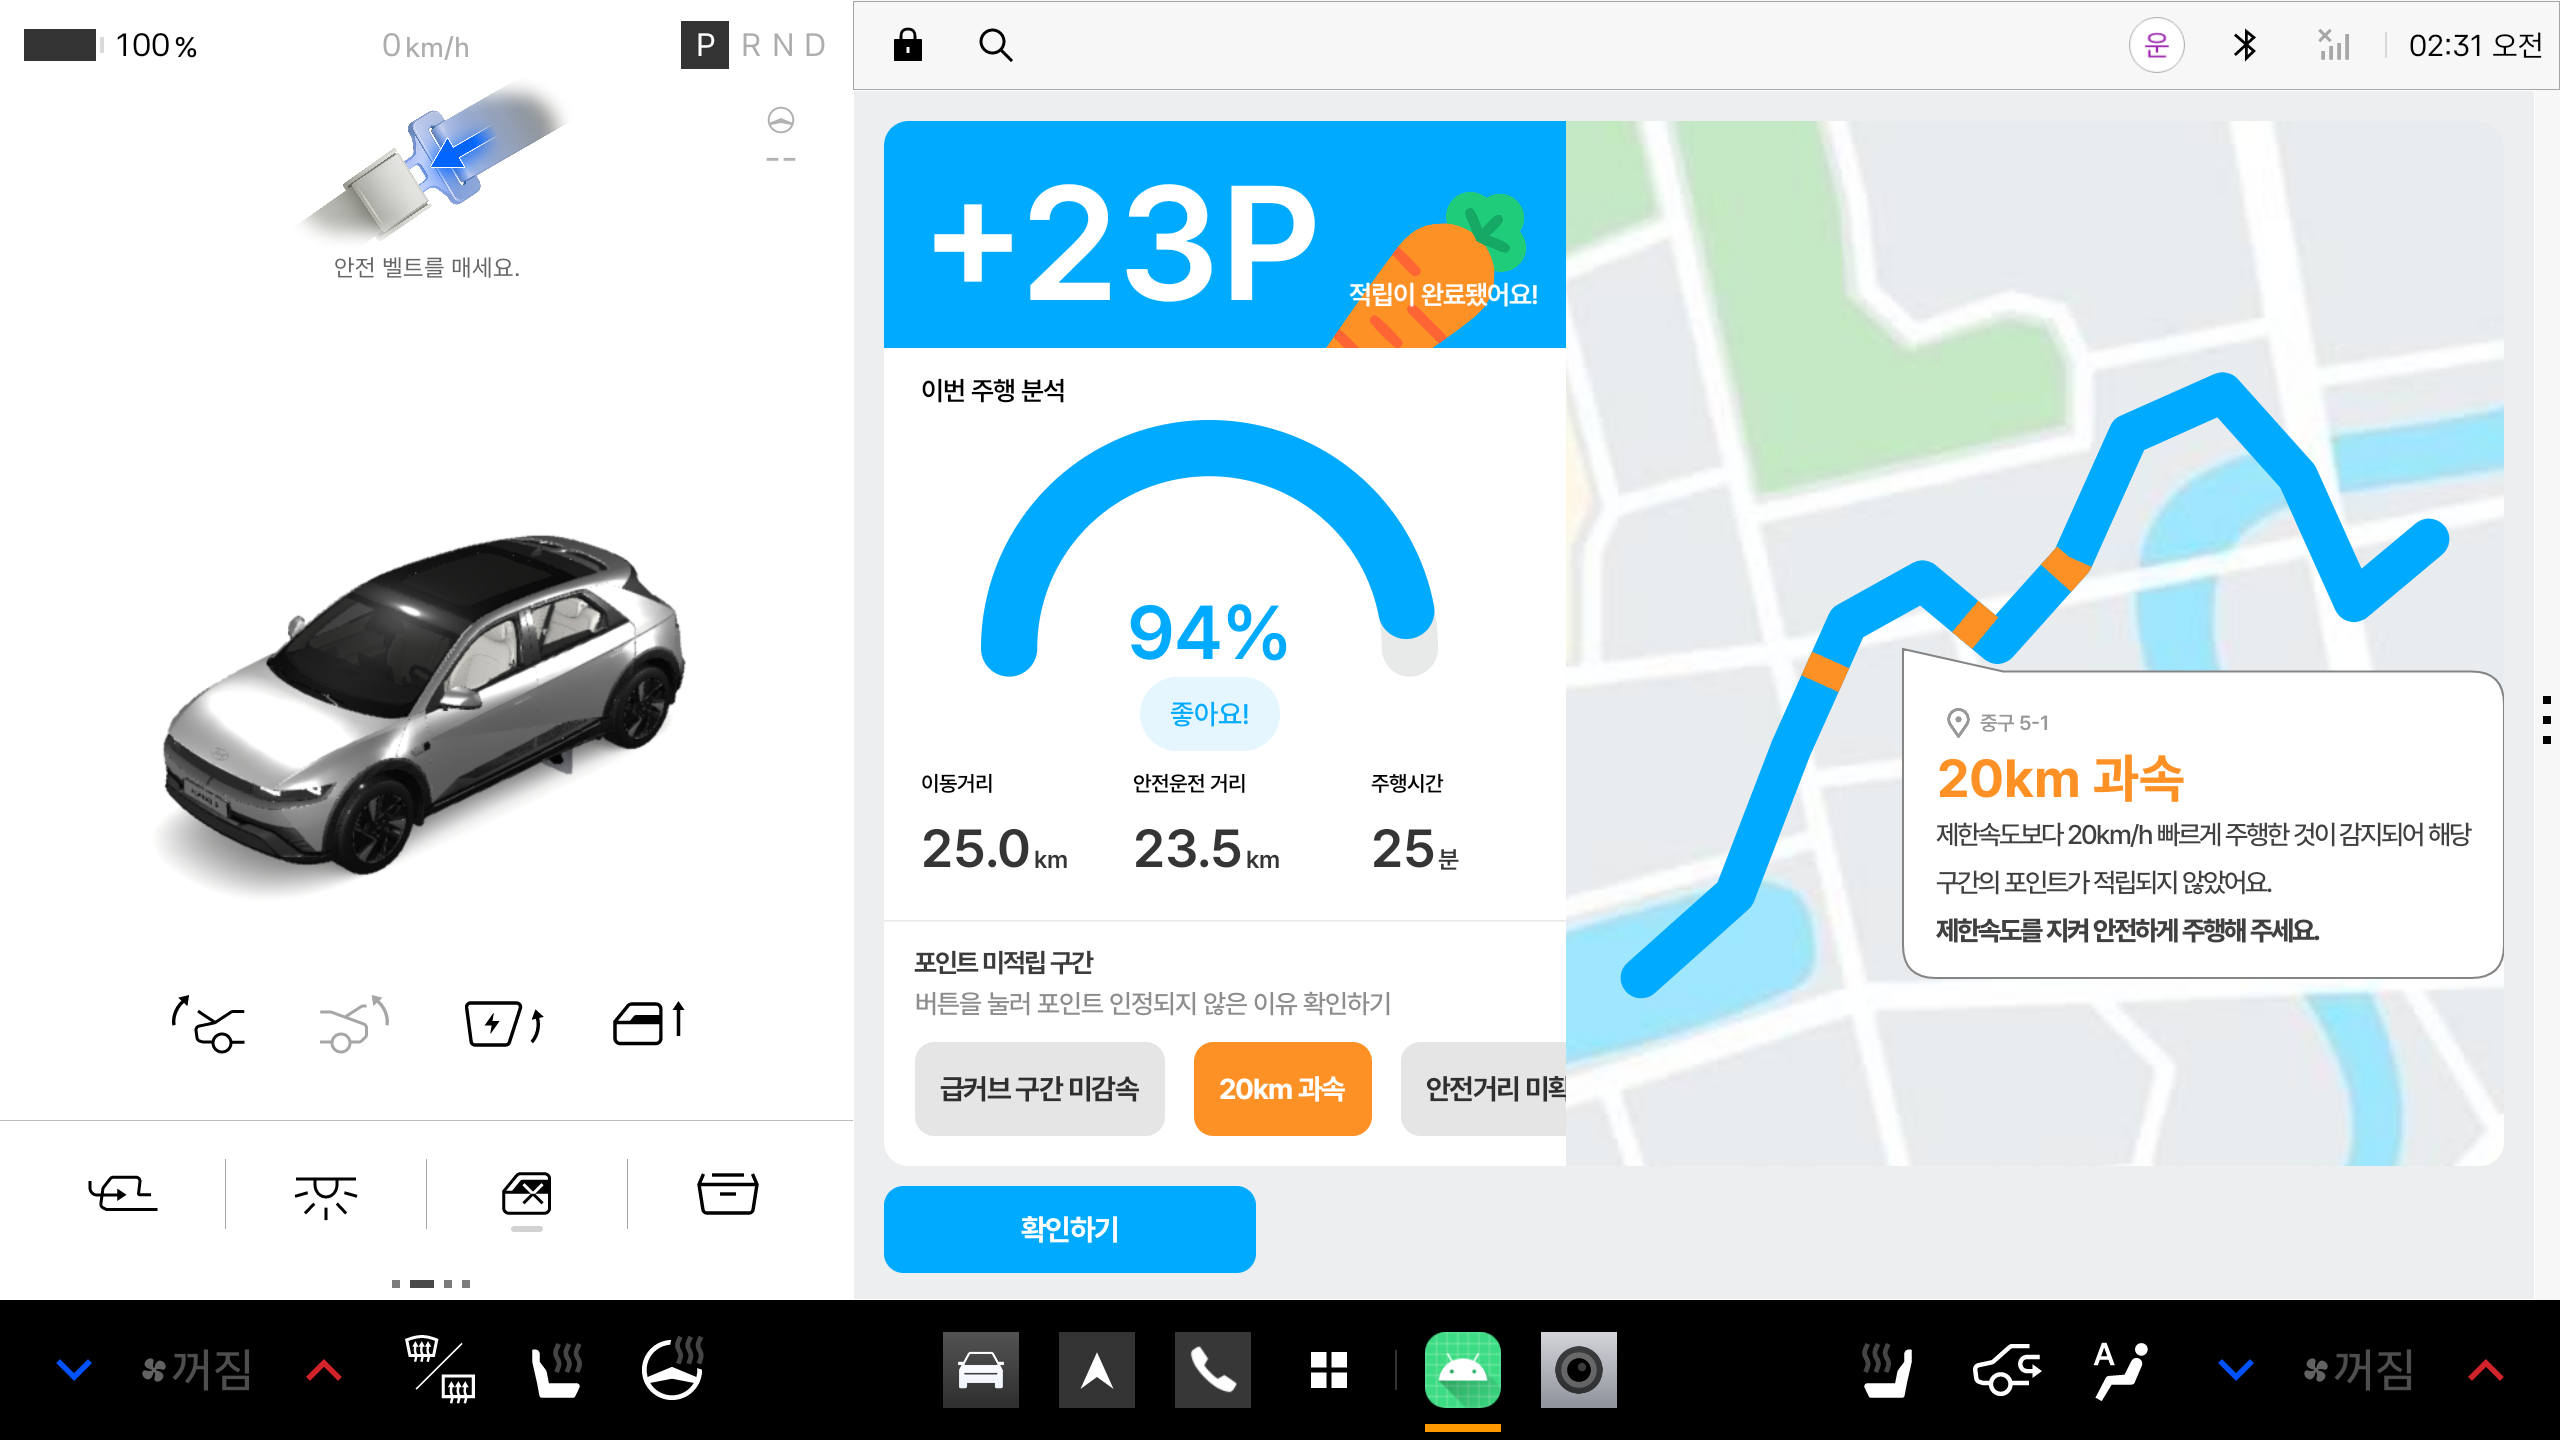 100 %
0 km/h
P R N D
운
02:31 오전
안전 벨트를 매세요.
+23P
적립이 완료됐어요!
이번 주행 분석
94%
좋아요!
이동거리
안전운전 거리
주행시간
25.0 km
23.5 km
25 분
포인트 미적립 구간
버튼을 눌러 포인트 인정되지 않은 이유 확인하기
급커브 구간 미감속
20km 과속
안전거리
중구 5-1
20km 과속
제한속도보다 20km/h 빠르게 주행한 것이 감지되어 해당
구간의 포인트가 적립되지 않았어요.
제한속도를 지켜 안전하게 주행해 주세요.
확인하기
꺼짐
A
꺼짐